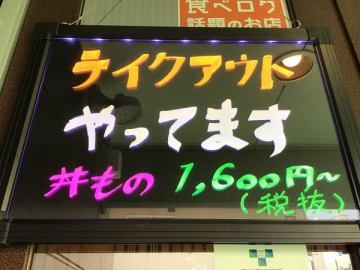 食べログ
話題のお店
テイクアウト
やってます
丼もの 1,600円〜
(税抜)